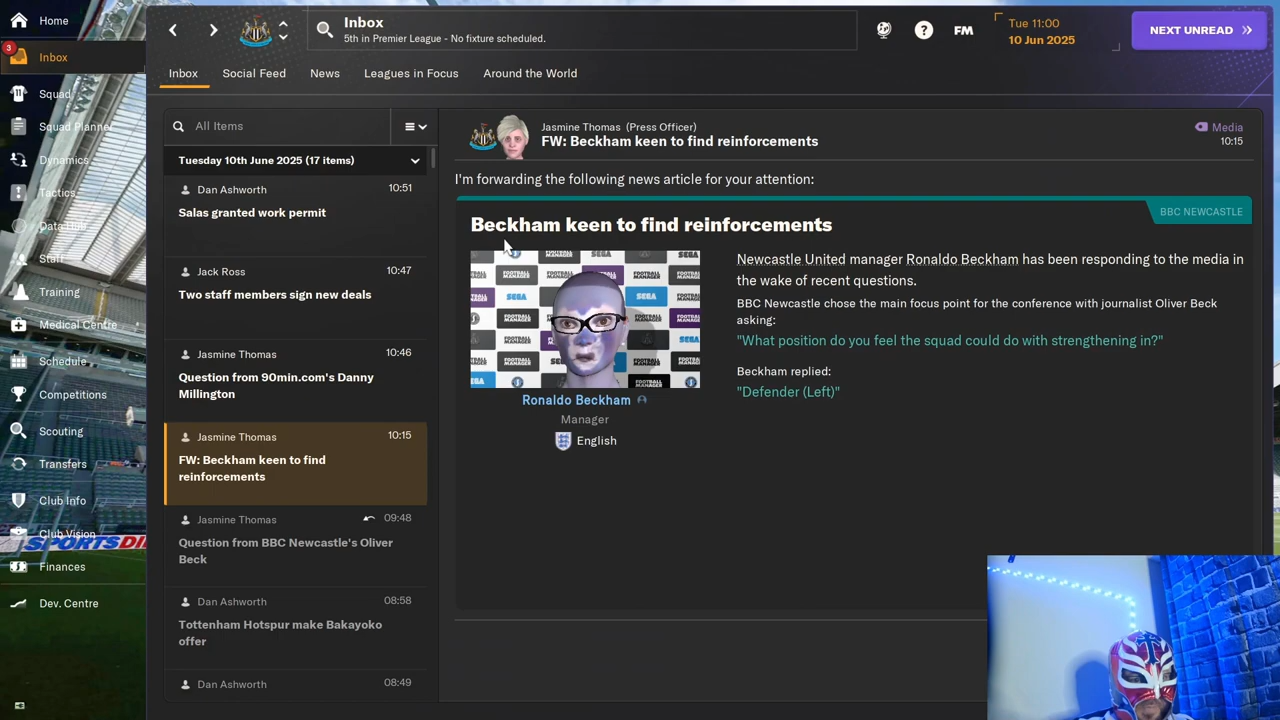 Home
3
Inbox
Squad
Squad Planner
Dynamics
Tactics
Data Hub
Staff
Training
Medical Centre
Schedule
Competitions
Scouting
Transfers
Club Info
Club Vision
SPORTS DI
Finances
Dev. Centre
Inbox
5th in Premier League - No fixture scheduled.
?
FM
Tue 11:00
10 Jun 2025
NEXT UNREAD
Inbox
Social Feed
News
Leagues in Focus
Around the World
All Items
Tuesday 10th June 2025 (17 items)
Dan Ashworth
10:51
Salas granted work permit
Jack Ross
10:47
Two staff members sign new deals
Jasmine Thomas
10:46
Question from 90min.com's Danny
Millington
Jasmine Thomas
10:15
FW: Beckham keen to find
reinforcements
Jasmine Thomas
09:48
Question from BBC Newcastle's Oliver
Beck
Dan Ashworth
08:58
Tottenham Hotspur make Bakayoko
offer
Dan Ashworth
08:49
Jasmine Thomas (Press Officer)
FW: Beckham keen to find reinforcements
Media
10:15
I'm forwarding the following news article for your attention:
BBC NEWCASTLE
Beckham keen to find reinforcements
Newcastle United manager Ronaldo Beckham has been responding to the media in
the wake of recent questions.
BBC Newcastle chose the main focus point for the conference with journalist Oliver Beck
asking:
"What position do you feel the squad could do with strengthening in?"
Beckham replied:
"Defender (Left)"
FOOTBALL MANAGER
SEGA
Ronaldo Beckham
Manager
English